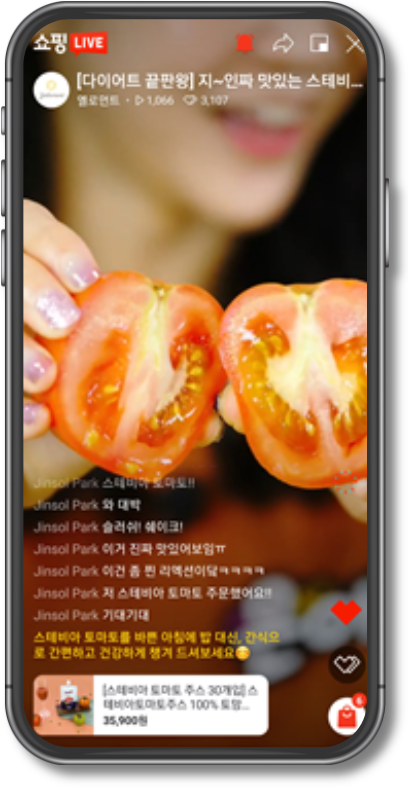 쇼핑 LIVE
[다이어트 끝판왕] 지~인짜 맛있는 스테비...
옐로먼트 · ▷ 1,066 3,107
Jinsol Park 스테비아 토마토!!
Jinsol Park 와 대박
Jinsol Park 슬러쉬! 쉐이크!
Jinsol Park 이거 진짜 맛있어보임ㅠ
Jinsol Park 이건 좀 찐 리액션이닼ㅋㅋㅋㅋ
Jinsol Park 저 스테비아 토마토 주문했어요!!
Jinsol Park 기대기대
스테비아 토마토를 바쁜 아침에 밥 대신, 간식으
로 간편하고 건강하게 챙겨 드셔보세요😋
[스테비아 토마토 주스 30개입] 스
테비아토마토주스 100% 토망...
35,900원
6